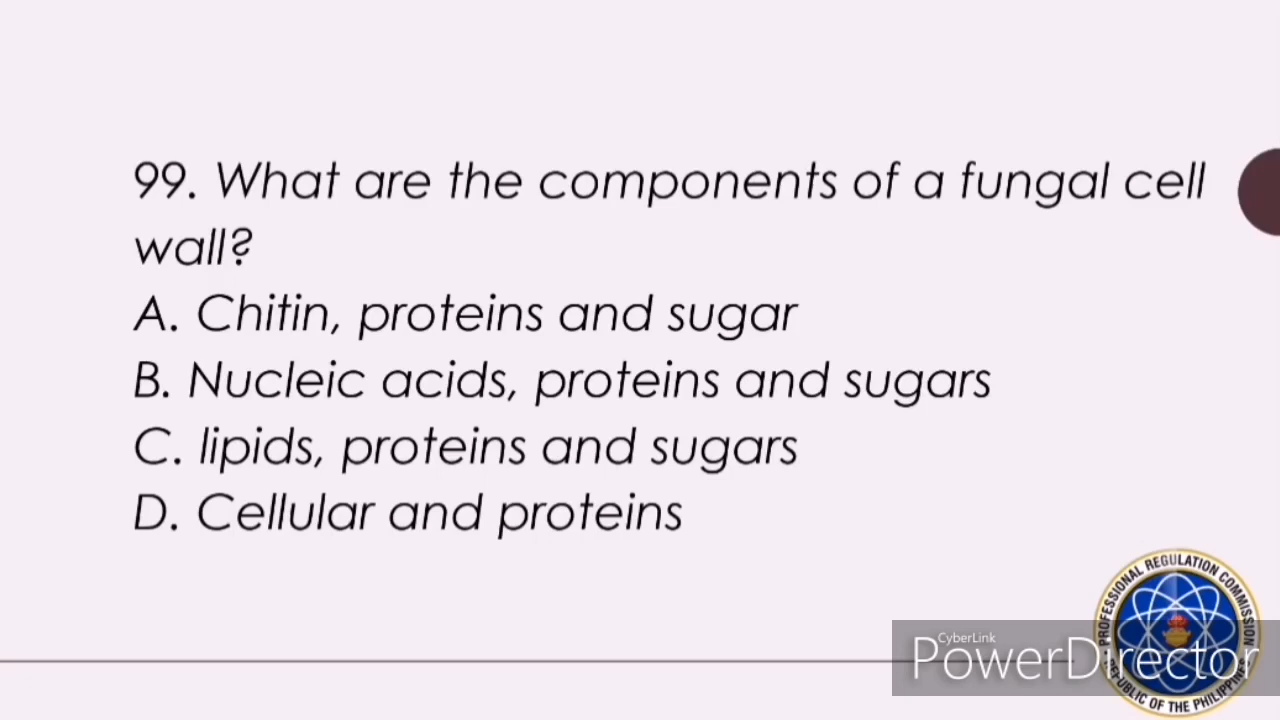 99. What are the components of a fungal cell
wall?
A. Chitin, proteins and sugar
B. Nucleic acids, proteins and sugars
C. lipids, proteins and sugars
D. Cellular and proteins
PROFESSIONAL REGULATION COMMISSION
CyberLink
PowerDirector
REPUBLIC OF THE PHILIPPINES